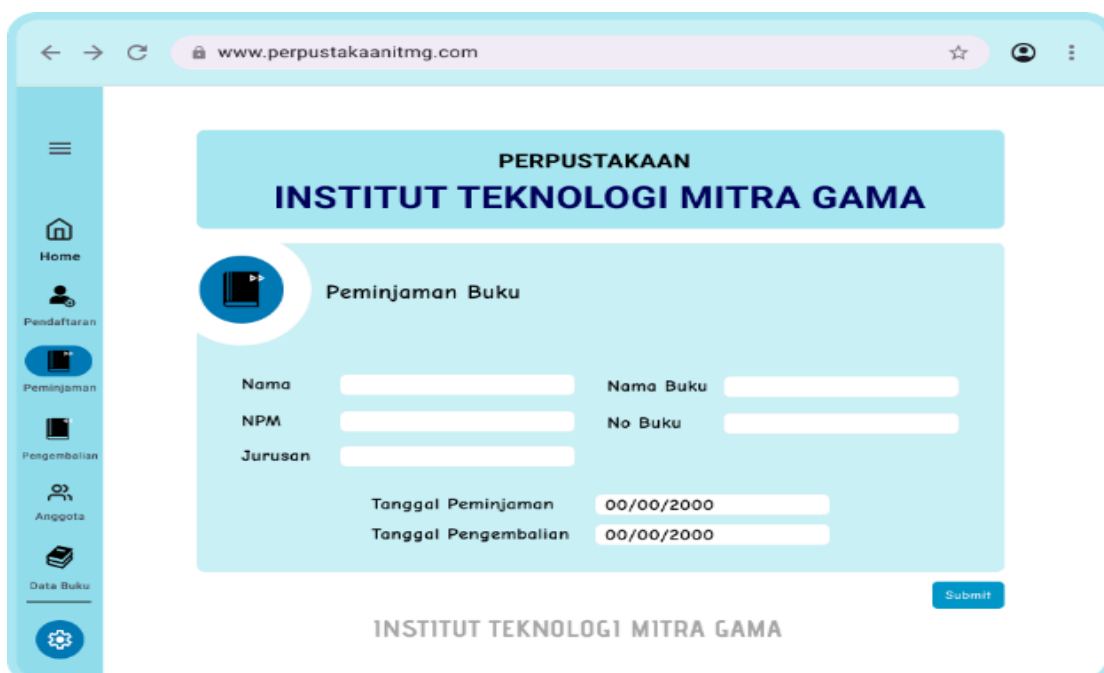 www.perpustakaanitmg.com
PERPUSTAKAAN
INSTITUT TEKNOLOGI MITRA GAMA
Home
Pendaftaran
Peminjaman
Pengembalian
Anggota
Data Buku
Peminjaman Buku
Nama
NPM
Jurusan
Nama Buku
No Buku
Tanggal Peminjaman 00/00/2000
Tanggal Pengembalian 00/00/2000
Submit
INSTITUT TEKNOLOGI MITRA GAMA